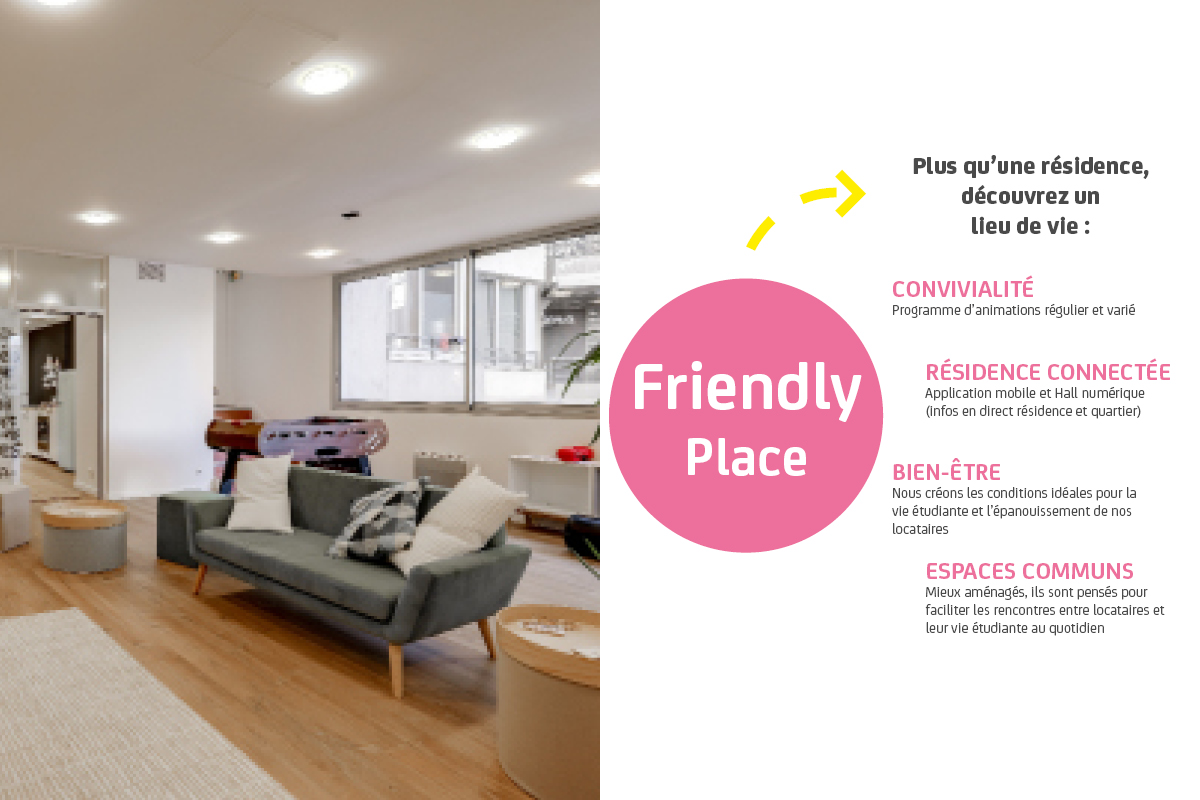 Plus qu’une résidence,
découvrez un
lieu de vie :
Friendly
Place
CONVIVIALITÉ
Programme d’animations régulier et varié
RÉSIDENCE CONNECTÉE
Application mobile et Hall numérique
(infos en direct résidence et quartier)
BIEN-ÊTRE
Nous créons les conditions idéales pour la
vie étudiante et l’épanouissement de nos
locataires
ESPACES COMMUNS
Mieux aménagés, ils sont pensés pour
faciliter les rencontres entre locataires et
leur vie étudiante au quotidien